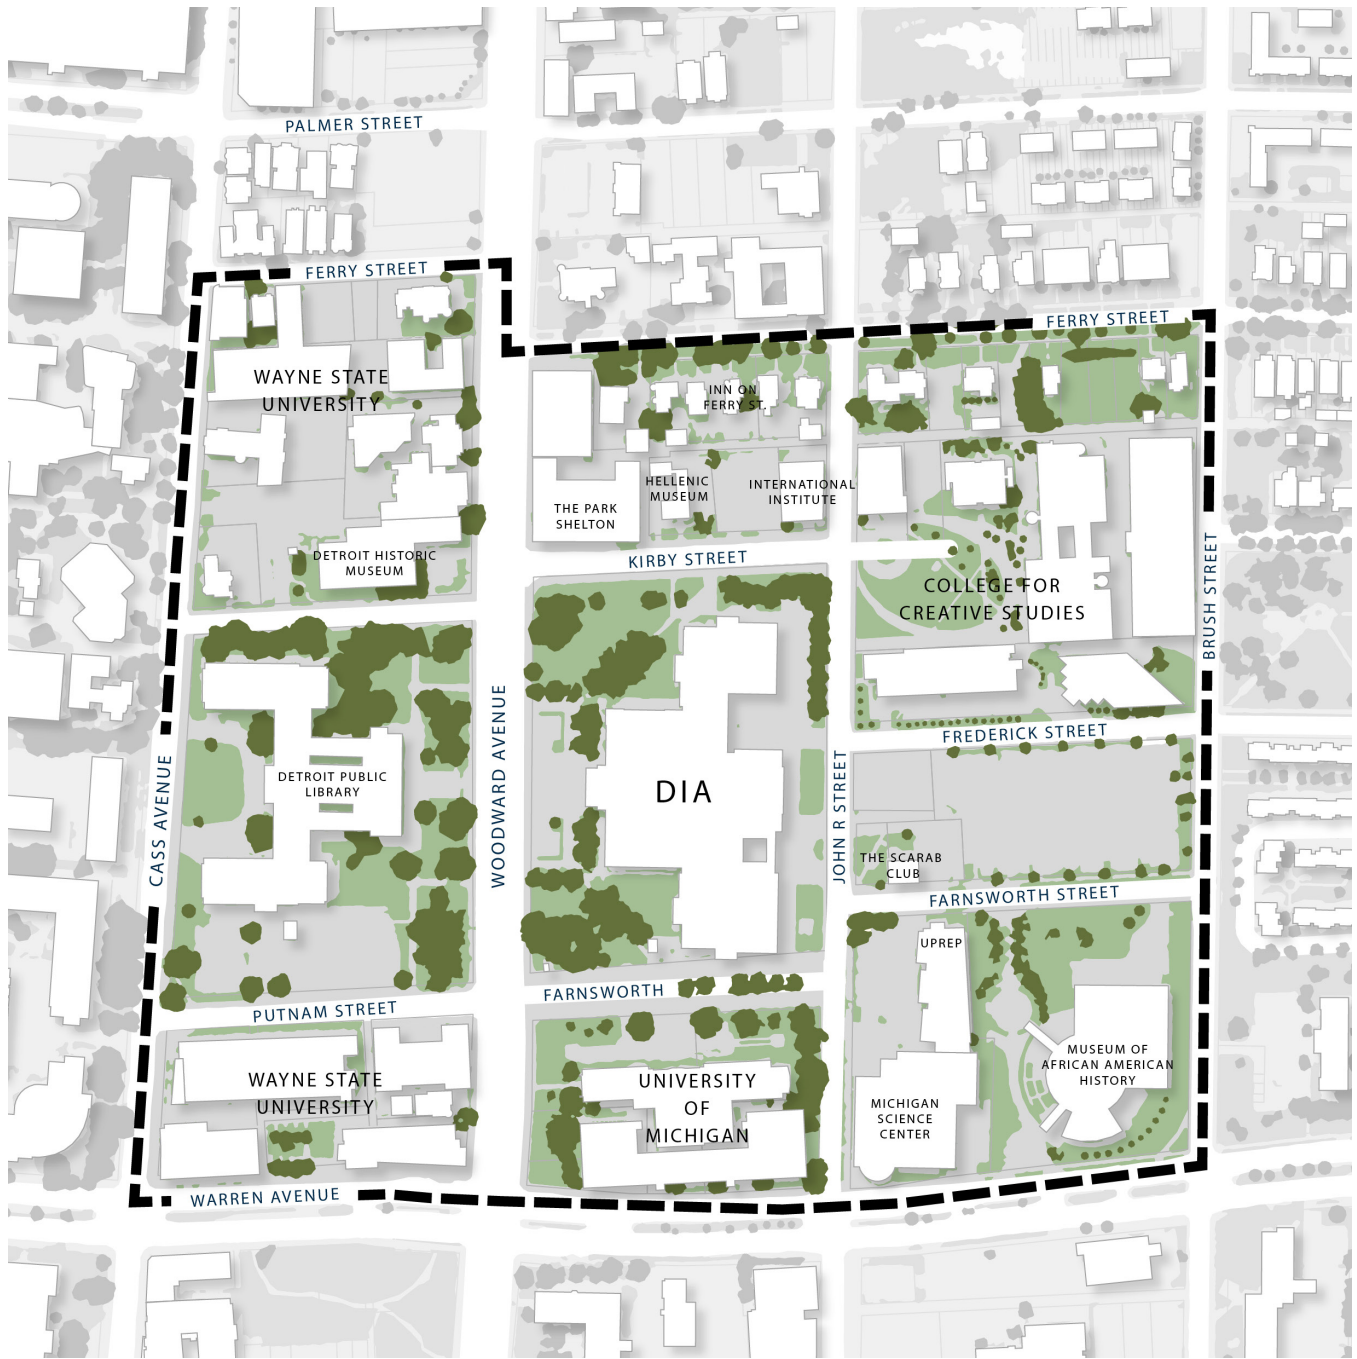 PALMER STREET
FERRY STREET
FERRY STREET
WAYNE STATE
UNIVERSITY
INN ON
FERRY ST.
HELLENIC
MUSEUM
INTERNATIONAL
INSTITUTE
THE PARK
SHELTON
DETROIT HISTORIC
MUSEUM
KIRBY STREET
COLLEGE FOR
CREATIVE STUDIES
BRUSH STREET
WOODWARD AVENUE
CASS AVENUE
DETROIT PUBLIC
LIBRARY
DIA
JOHN R STREET
FREDERICK STREET
THE SCARAB
CLUB
FARNSWORTH STREET
UPREP
FARNSWORTH
PUTNAM STREET
WAYNE STATE
UNIVERSITY
UNIVERSITY
OF
MICHIGAN
MUSEUM OF
AFRICAN AMERICAN
HISTORY
MICHIGAN
SCIENCE
CENTER
WARREN AVENUE